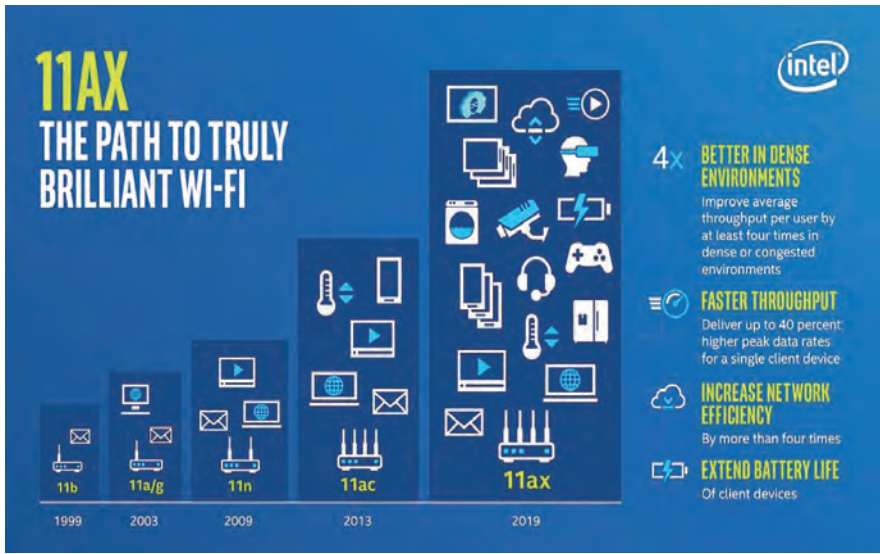 11AX
THE PATH TO TRULY
BRILLIANT WI-FI
intel
4x BETTER IN DENSE
ENVIRONMENTS
Improve average
throughput per user by
at least four times in
dense or congested
environments
FASTER THROUGHPUT
Deliver up to 40 percent
higher peak data rates
for a single client device
INCREASE NETWORK
EFFICIENCY
By more than four times
EXTEND BATTERY LIFE
Of client devices
11b 11a/g 11n 11ac 11ax
1999 2003 2009 2013 2019